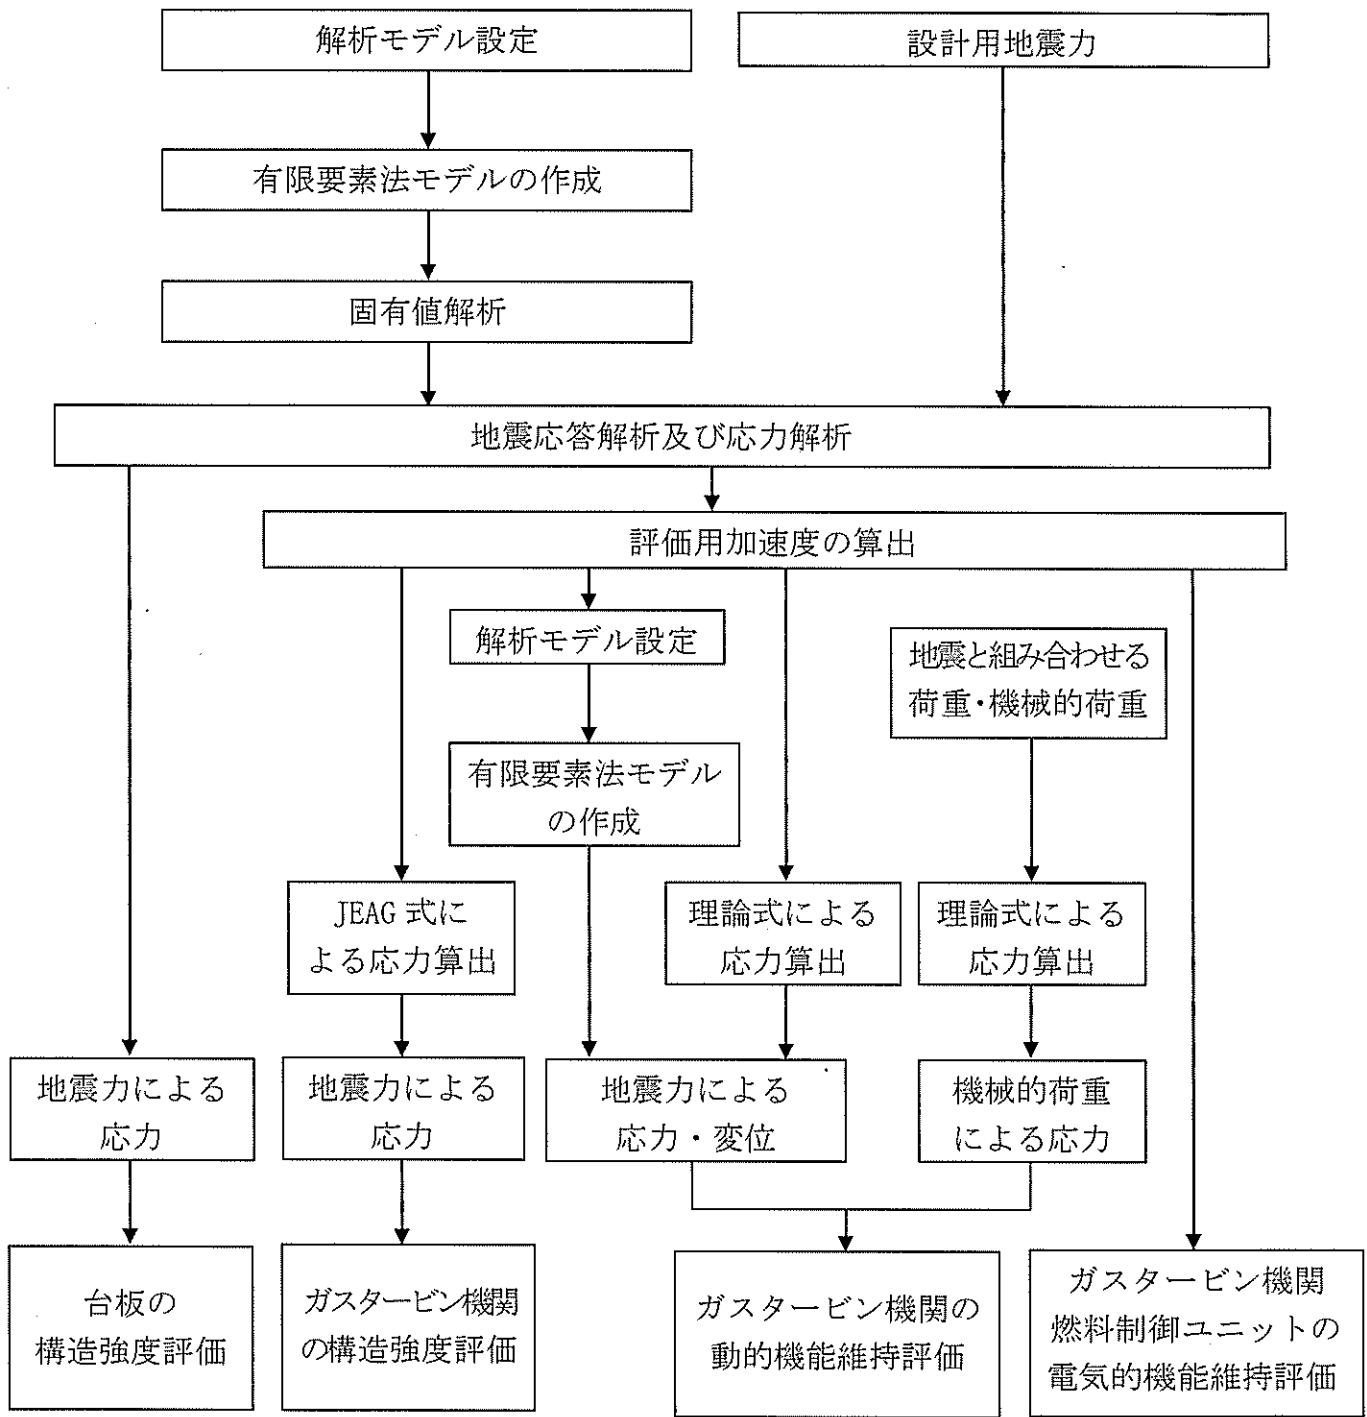 解析モデル設定
設計用地震力
有限要素法モデルの作成
固有値解析
地震応答解析及び応力解析
評価用加速度の算出
解析モデル設定
地震と組み合わせる
荷重・機械的荷重
有限要素法モデル
の作成
JEAG 式に
よる応力算出
理論式による
応力算出
理論式による
応力算出
地震力による
応力
地震力による
応力
地震力による
応力・変位
機械的荷重
による応力
台板の
構造強度評価
ガスタービン機関
の構造強度評価
ガスタービン機関の
動的機能維持評価
ガスタービン機関
燃料制御ユニットの
電気的機能維持評価